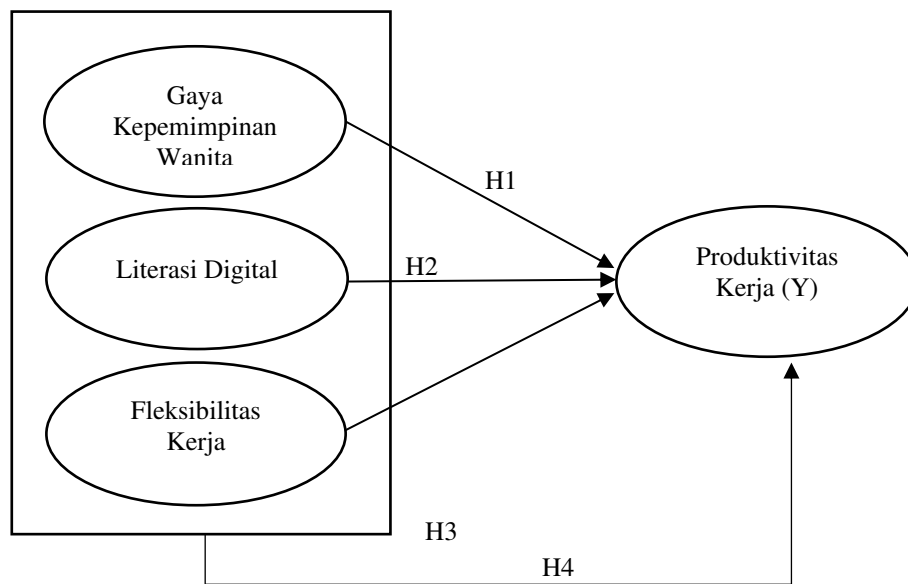 Gaya
Kepemimpinan
Wanita
H1
Literasi Digital
H2
Produktivitas
Kerja (Y)
Fleksibilitas
Kerja
H3
H4